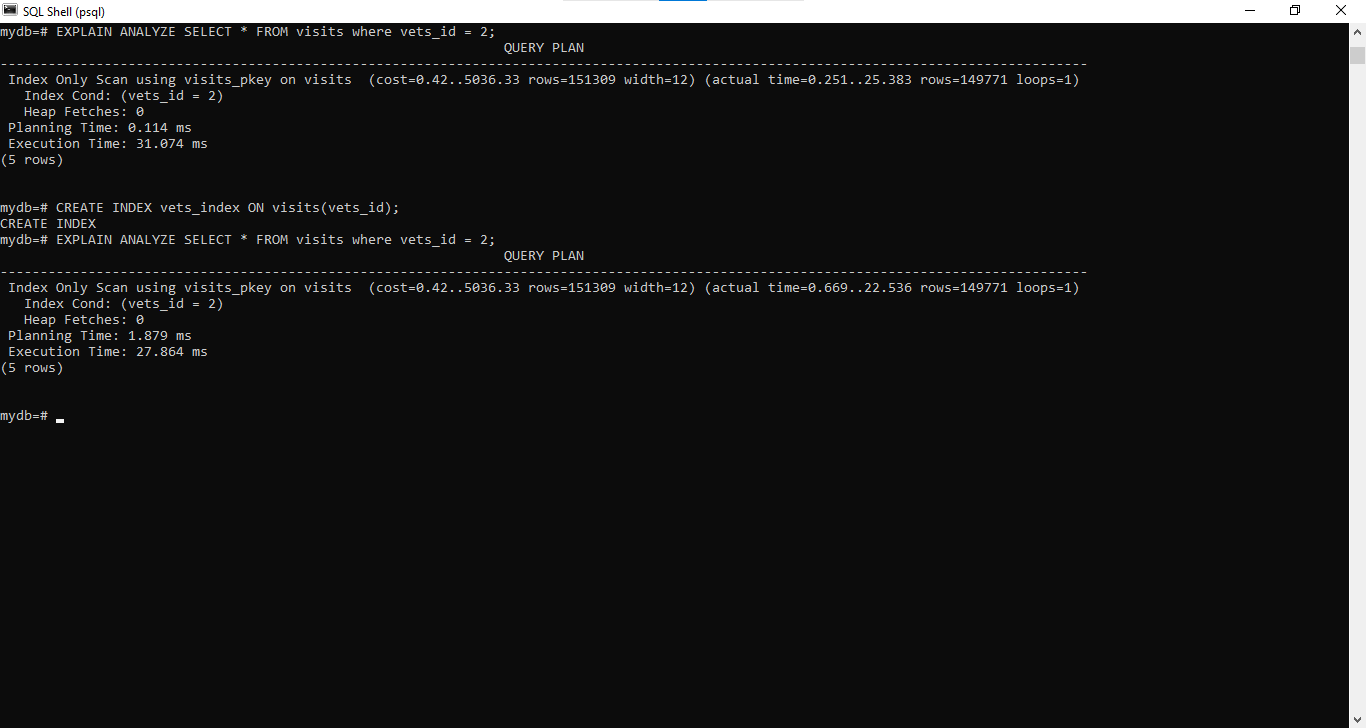 SQL Shell (psql)
mydb=# EXPLAIN ANALYZE SELECT * FROM visits where vets_id = 2;
QUERY PLAN
----------------------------------------------------------------------------------------------------------------------------------------
Index Only Scan using visits_pkey on visits  (cost=0.42..5036.33 rows=151309 width=12) (actual time=0.251..25.383 rows=149771 loops=1)
Index Cond: (vets_id = 2)
Heap Fetches: 0
Planning Time: 0.114 ms
Execution Time: 31.074 ms
(5 rows)
mydb=# CREATE INDEX vets_index ON visits(vets_id);
CREATE INDEX
mydb=# EXPLAIN ANALYZE SELECT * FROM visits where vets_id = 2;
QUERY PLAN
----------------------------------------------------------------------------------------------------------------------------------------
Index Only Scan using visits_pkey on visits  (cost=0.42..5036.33 rows=151309 width=12) (actual time=0.669..22.536 rows=149771 loops=1)
Index Cond: (vets_id = 2)
Heap Fetches: 0
Planning Time: 1.879 ms
Execution Time: 27.864 ms
(5 rows)
mydb=#